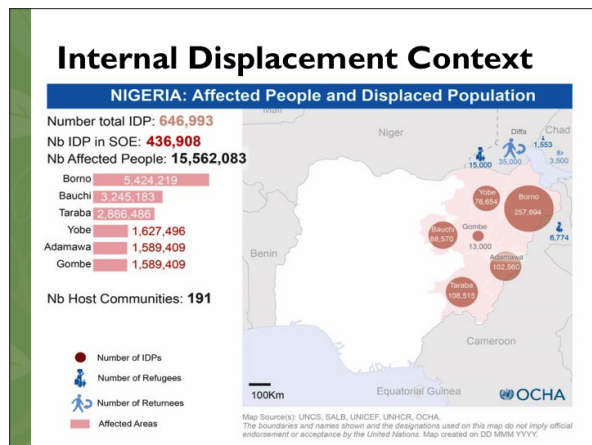 Internal Displacement Context
NIGERIA: Affected People and Displaced Population
Number total IDP: 646,993
Nb IDP in SOE: 436,908
Nb Affected People: 15,562,083
Borno 5,424,219
Bauchi 3,245,183
Taraba 2,866,486
Yobe 1,627,496
Adamawa 1,589,409
Gombe 1,589,409
Nb Host Communities: 191
Number of IDPs
Number of Refugees
Number of Returnees
Affected Areas
Niger
Diffa
Chad
1,553
15,000
35,000
3,500
Yobe
76,654
Borno
257,694
Bauchi
88,570
Gombe
13,000
6,774
Benin
Adamawa
102,560
Taraba
108,515
Cameroon
Equatorial Guinea
100Km
OCHA
Map Source(s): UNCS, SALB, UNICEF, UNHCR, OCHA.
The boundaries and names shown and the designations used on this map do not imply official
endorsement or acceptance by the United Nations. Map created on DD MMM YYYY.